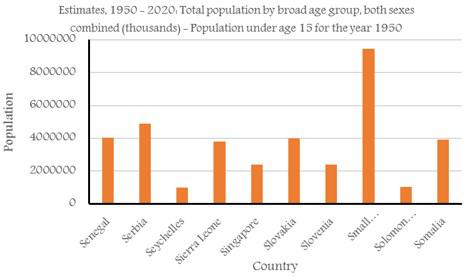 Estimates, 1950 - 2020: Total population by broad age group, both sexes
combined (thousands) - Population under age 15 for the year 1950
10000000
8000000
6000000
4000000
2000000
0
Population
Senegal
Serbia
Seychelles
Sierra Leone
Singapore
Slovakia
Slovenia
Small...
Solomon...
Somalia
Country